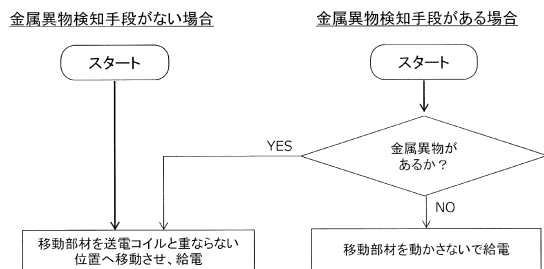 金属異物検知手段がない場合
金属異物検知手段がある場合
スタート
スタート
金属異物が
あるか?
YES
NO
移動部材を送電コイルと重ならない
位置へ移動させ、給電
移動部材を動かさないで給電